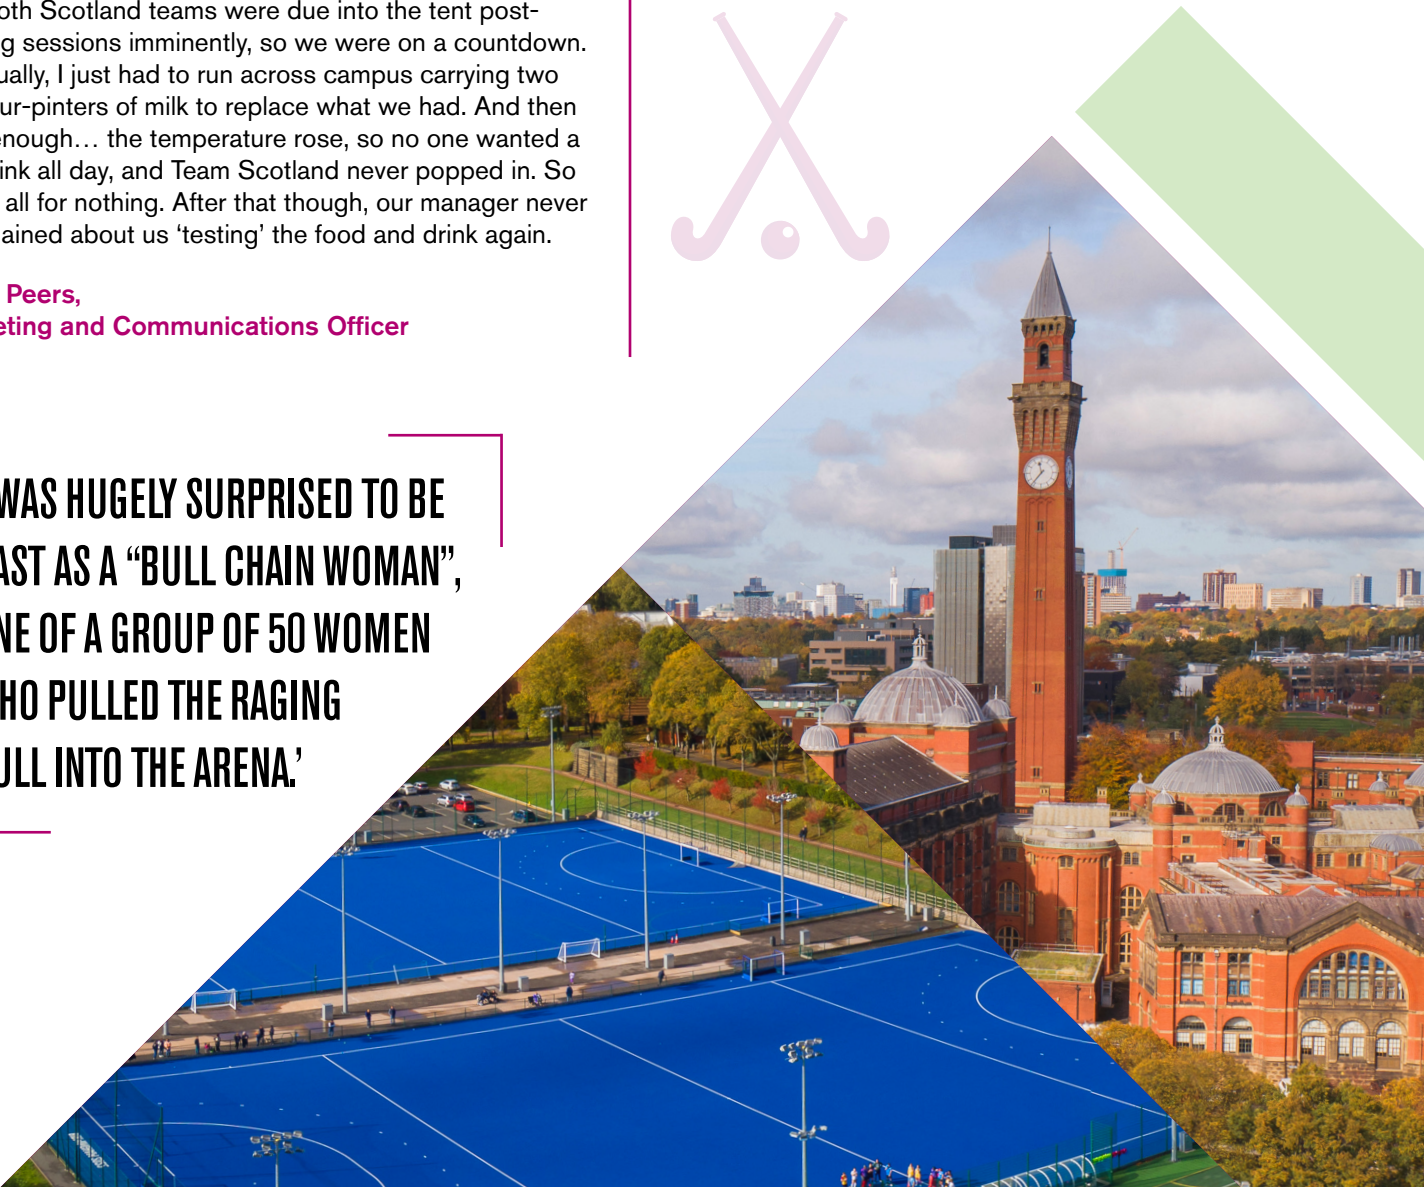 oth Scotland teams were due into the tent post-
g sessions imminently, so we were on a countdown.
ually, I just had to run across campus carrying two
ur-pinters of milk to replace what we had. And then
enough… the temperature rose, so no one wanted a
ink all day, and Team Scotland never popped in. So
all for nothing. After that though, our manager never
ained about us ‘testing’ the food and drink again.
Peers,
eting and Communications Officer
WAS HUGELY SURPRISED TO BE
AST AS A “BULL CHAIN WOMAN”,
NE OF A GROUP OF 50 WOMEN
HO PULLED THE RAGING
ULL INTO THE ARENA.’